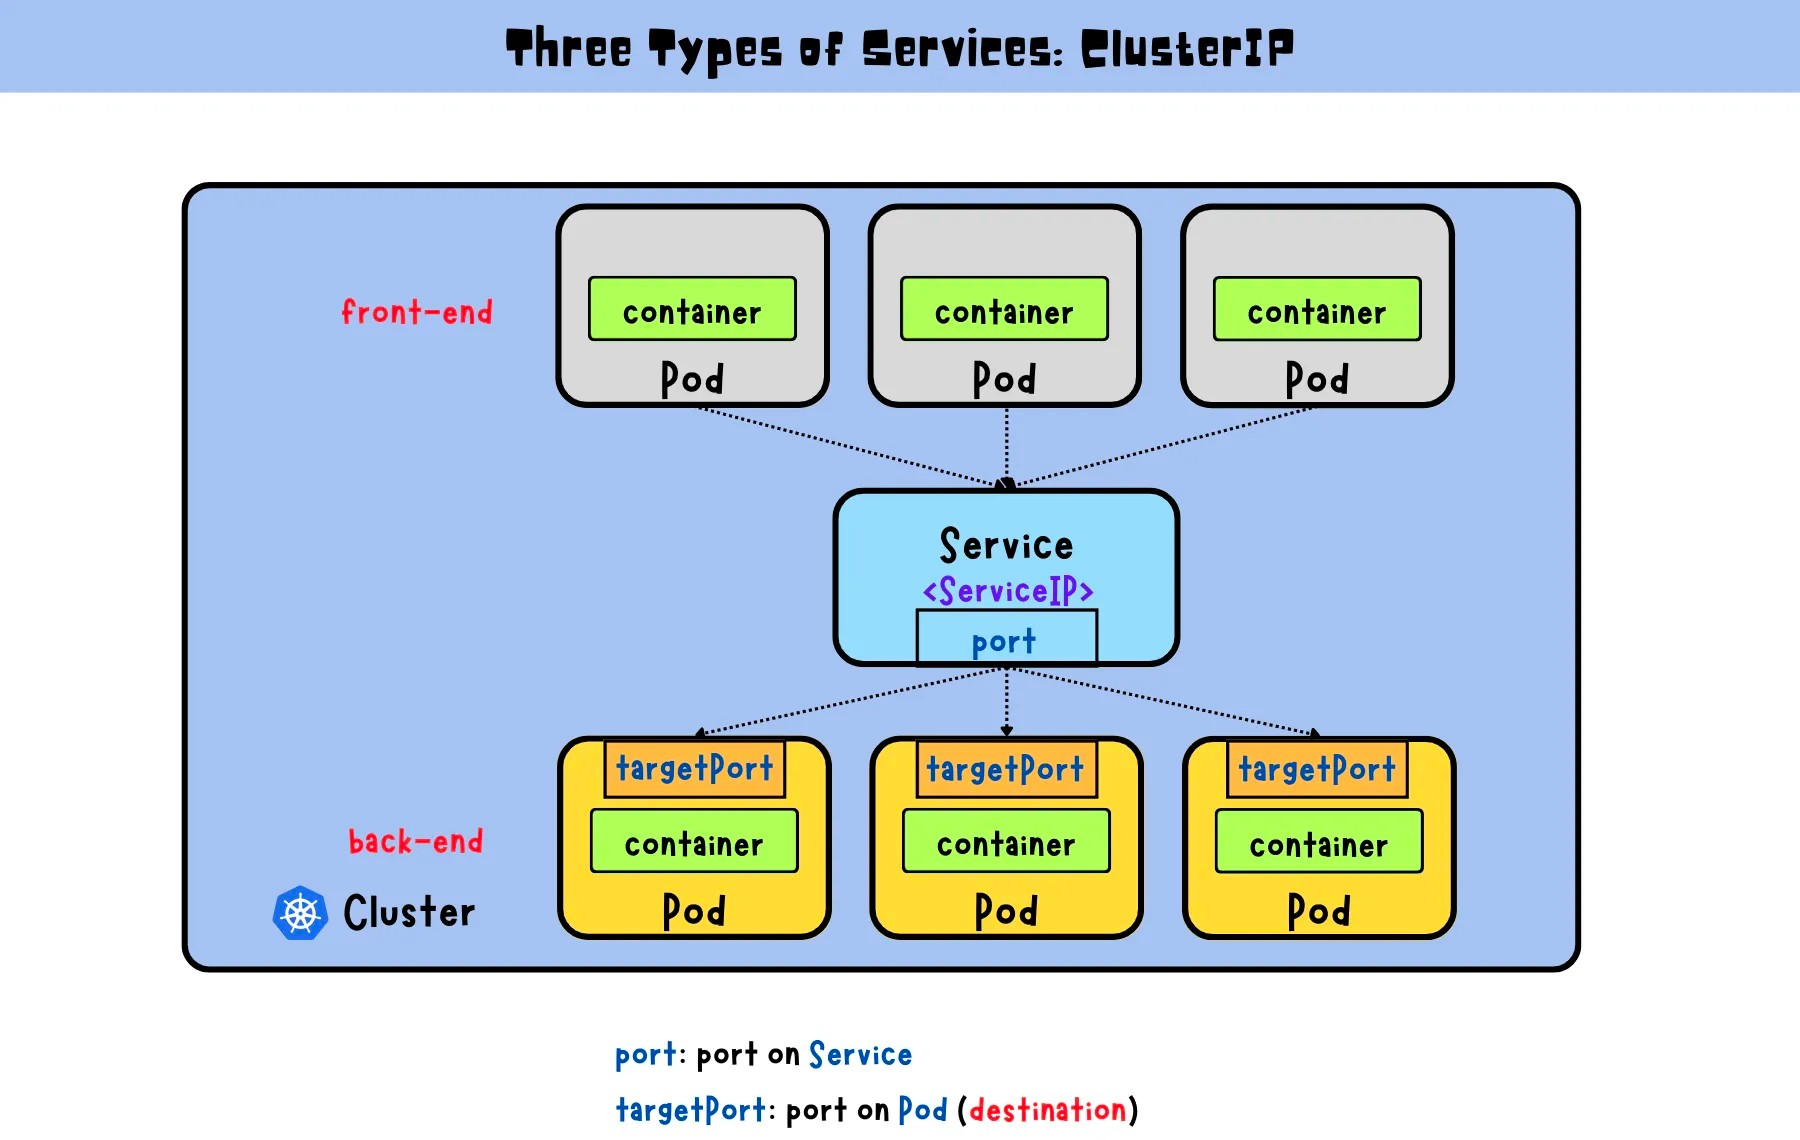 Three Types of Services: ClusterIP
front-end
container
Pod
container
Pod
container
Pod
Service
<ServiceIP>
port
back-end
targetPort
container
Pod
targetPort
container
Pod
targetPort
container
Pod
Cluster
port: port on Service
targetPort: port on Pod (destination)